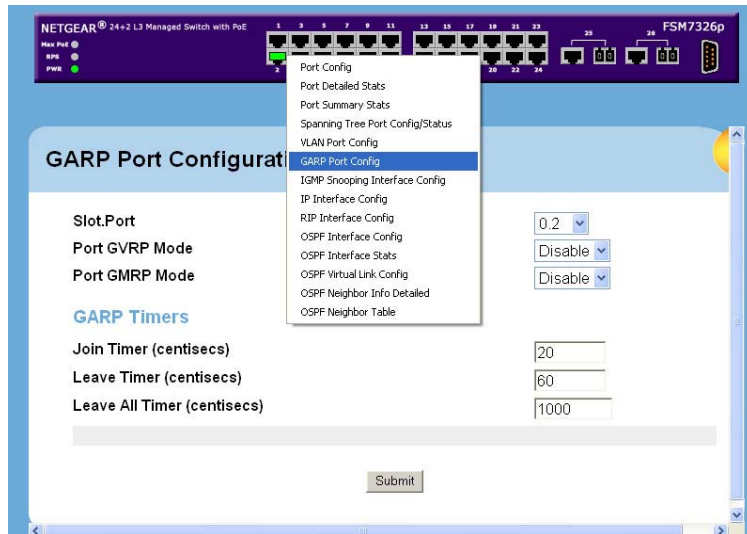 NETGEAR® 24+2 L3 Managed Switch with PoE
1 3 5 7 9 11 13 15 17 19 21 23 25 26 FSM7326p
Max PoE
RPS
PWR
2 20 22 24
Port Config
Port Detailed Stats
Port Summary Stats
Spanning Tree Port Config/Status
VLAN Port Config
GARP Port Config
IGMP Snooping Interface Config
IP Interface Config
RIP Interface Config
OSPF Interface Config
OSPF Interface Stats
OSPF Virtual Link Config
OSPF Neighbor Info Detailed
OSPF Neighbor Table
GARP Port Configurati
Slot.Port 0.2
Port GVRP Mode Disable
Port GMRP Mode Disable
GARP Timers
Join Timer (centisecs) 20
Leave Timer (centisecs) 60
Leave All Timer (centisecs) 1000
Submit